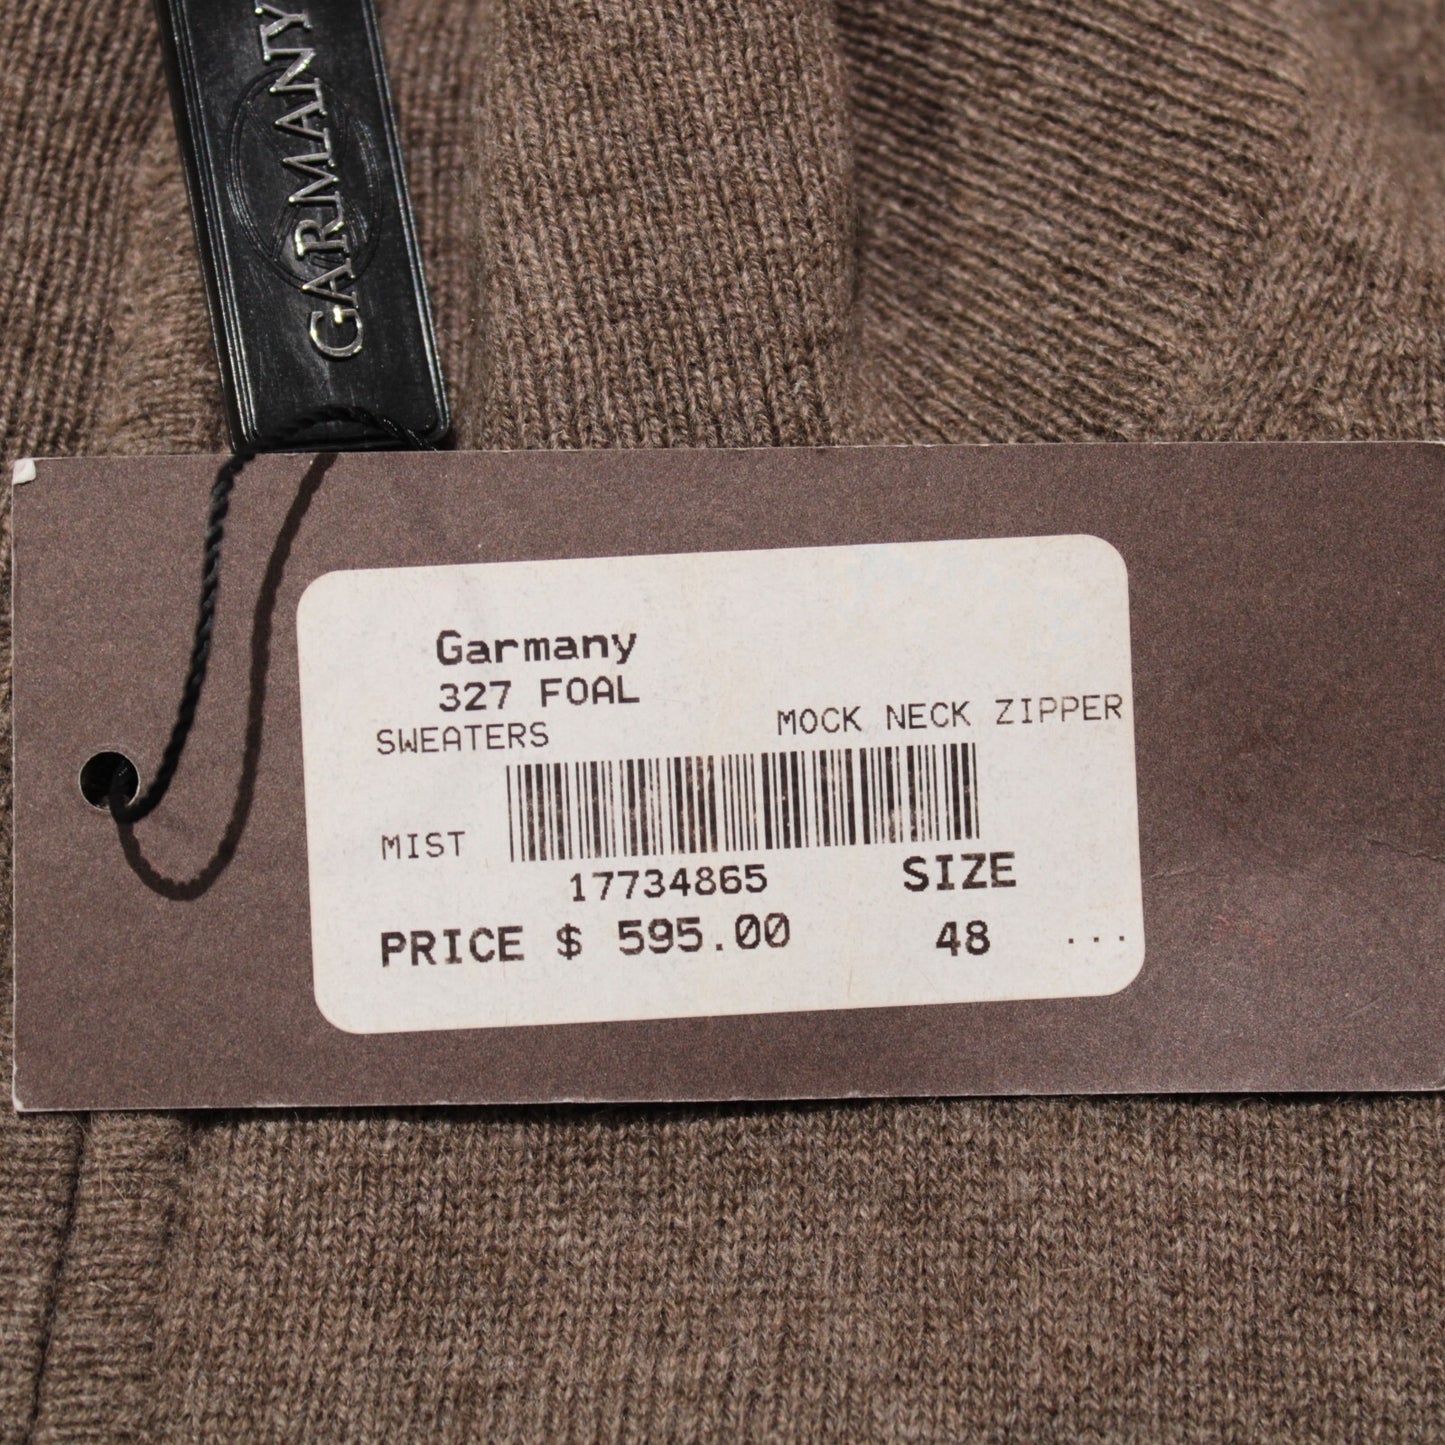 GARMANY
Garmany
327 FOAL
SWEATERS MOCK NECK ZIPPER
MIST
17734865 SIZE
PRICE $ 595.00 48 ...